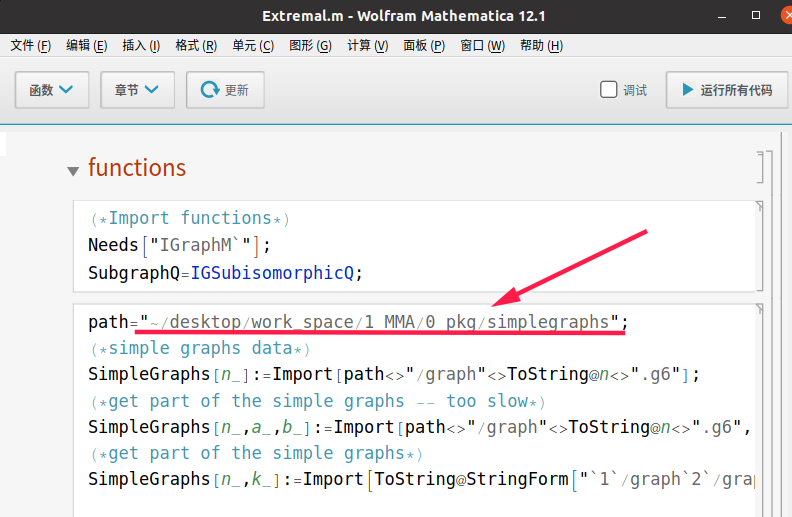 Extremal.m - Wolfram Mathematica 12.1
文件 (F) 编辑 (E) 插入 (I) 格式 (R) 单元 (C) 图形 (G) 计算 (V) 面板 (P) 窗口 (W) 帮助 (H)
函数 章节 更新 调试 运行所有代码
functions
(*Import functions*)
Needs["IGraphM`"];
SubgraphQ=IGSubisomorphicQ;
path="~/desktop/work_space/1 MMA/0 pkg/simplegraphs";
(*simple graphs data*)
SimpleGraphs[n_]:=Import[path<>"/graph"<>ToString@n<>".g6"];
(*get part of the simple graphs -- too slow*)
SimpleGraphs[n_,a_,b_]:=Import[path<>"/graph"<>ToString@n<>".g6",
(*get part of the simple graphs*)
SimpleGraphs[n_,k_]:=Import[ToString@StringForm["`1`/graph`2`/grap